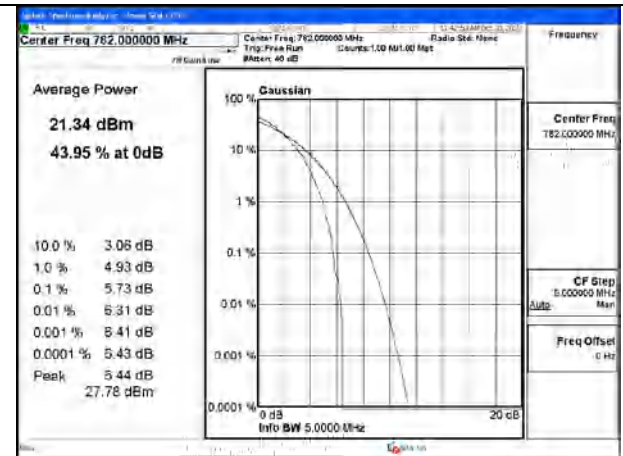 Center Freq 762.000000 MHz
Center Freq: 762.000000 MHz
Radio Std: None
Trig: Free Run
Counts:1.00 M/1.00 Mpt
#Atten: 40 dB
Frequency
Average Power
21.34 dBm
43.95 % at 0dB
10.0 % 3.06 dB
1.0 % 4.93 dB
0.1 % 5.73 dB
0.01 % 6.31 dB
0.001 % 6.41 dB
0.0001 % 6.43 dB
Peak 6.44 dB
27.78 dBm
Gaussian
100 %
10 %
1 %
0.1 %
0.01 %
0.001 %
0.0001 %
0 dB
20 dB
Info BW 5.0000 MHz
Center Freq
762.000000 MHz
CF Step
5.000000 MHz
Auto Man
Freq Offset
0 Hz